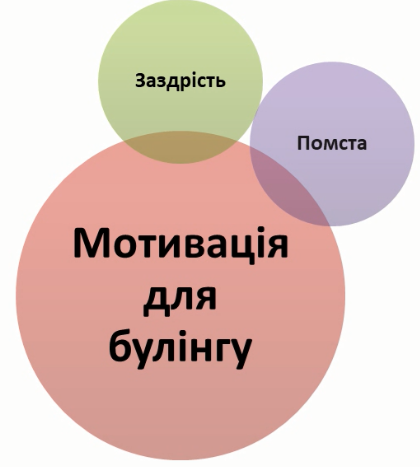 Заздрість
Помста
Мотивація
для
булінгу